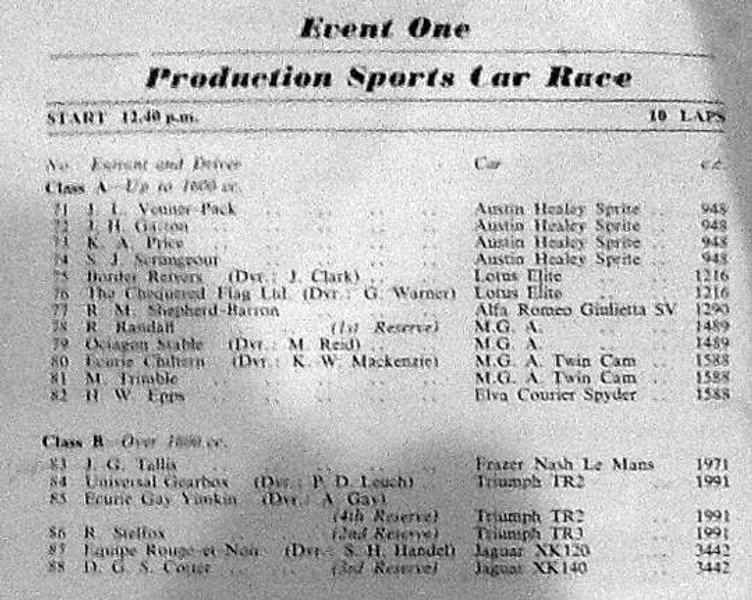 Event One
Production Sports Car Race
START 12.40 p.m. 10 LAPS
No. Entrant and Driver Car c.c.
Class A—Up to 1600 cc.
71 J. L. Venner-Pack .. .. .. .. Austin Healey Sprite .. 948
72 J. H. .. .. .. .. Austin Healey Sprite .. 948
73 K. A. Price .. .. .. .. Austin Healey Sprite .. 948
74 S. J. Scrimgeour .. .. .. Austin Healey Sprite .. 948
75 Border Reivers (Dvr.: J. Clark) .. .. Lotus Elite .. .. 1216
76 The Chequered Flag Ltd. (Dvr.: G. Warner) Lotus Elite .. .. 1216
77 R. M. Shepherd-Barron .. .. .. Alfa Romeo Giulietta SV 1290
78 R. Randall .. .. (1st Reserve) M.G. A. .. .. 1489
79 Octagon Stable (Dvr.: M. Reid) .. .. M.G. A. .. .. 1489
80 Ecurie Chiltern (Dvr.: K. W. Mackenzie) M.G. A. Twin Cam .. 1588
81 M. Trimble .. .. .. .. M.G. A. Twin Cam .. 1588
82 H. W. Epps .. .. .. .. Elva Courier Spyder .. 1588
Class B—Over 1600 cc.
83 J. G. Tallis .. .. .. .. Frazer Nash Le Mans 1971
84 Universal Gearbox (Dvr.: P. D. Leuch) .. Triumph TR2 .. 1991
85 Ecurie Gay (Dvr.: A. Gay)
(4th Reserve) Triumph TR2 .. 1991
86 R. .. .. (2nd Reserve) Triumph TR3 .. 1991
87 Equipe Rouge et Noir (Dvr.: S. H. Handel) Jaguar XK120 .. 3442
88 D. G. S. .. .. (3rd Reserve) Jaguar XK140 .. 3442